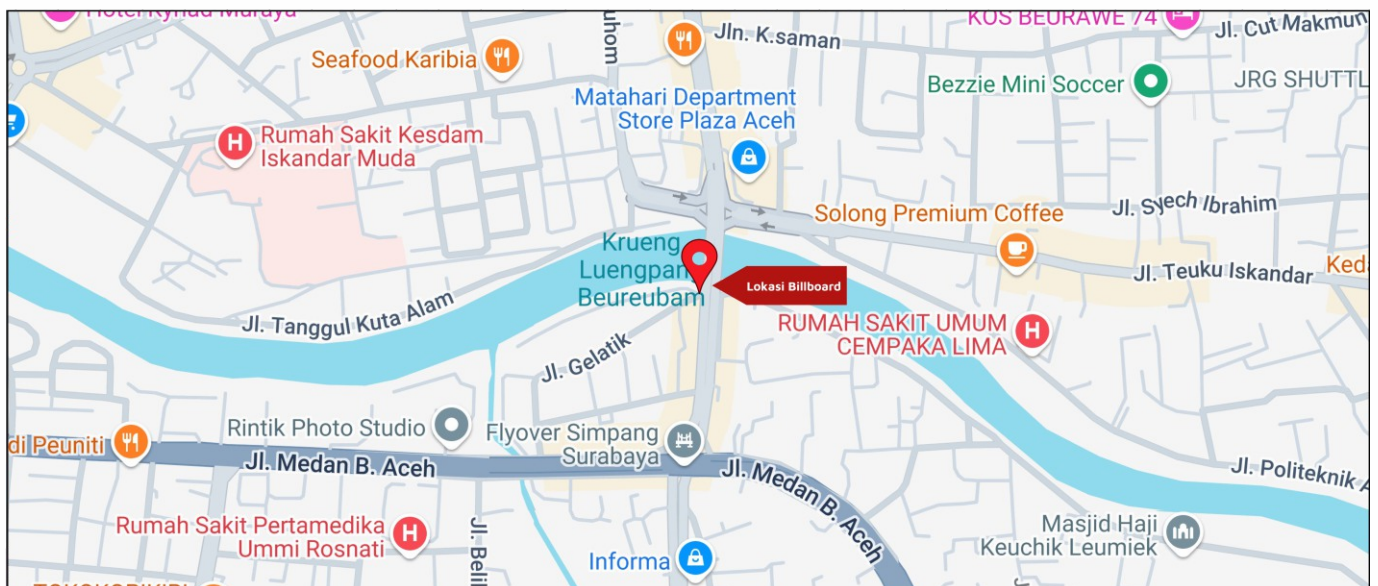 Hotel Kyriad Muraya
KOS BEURAWE 74
Jl. Cut Makmun
Jln. K.saman
Seafood Karibia
Bezzie Mini Soccer
JRG SHUTTL
Matahari Department
Store Plaza Aceh
Rumah Sakit Kesdam
Iskandar Muda
Solong Premium Coffee
Jl. Syech Ibrahim
Krueng
Luengpan
Beureubam
Lokasi Billboard
Jl. Teuku Iskandar
Ked
Jl. Tanggul Kuta Alam
RUMAH SAKIT UMUM
CEMPAKA LIMA
Jl. Gelatik
Rintik Photo Studio
Flyover Simpang
Surabaya
di Peuniti
Jl. Medan B. Aceh
Jl. Medan B. Aceh
Jl. Politeknik A
Rumah Sakit Pertamedika
Ummi Rosnati
Jl. Beli
Informa
Masjid Haji
Keuchik Leumiek